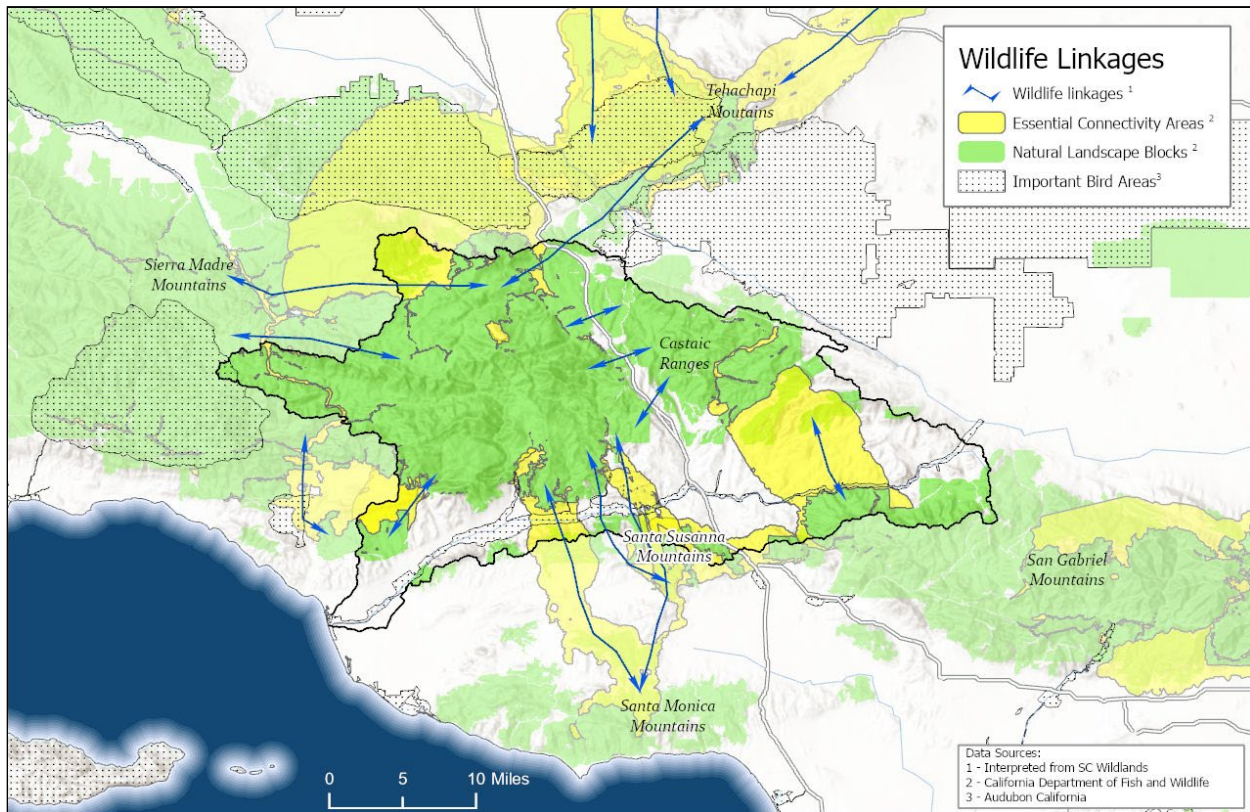 Wildlife Linkages
Wildlife linkages 1
Essential Connectivity Areas 2
Natural Landscape Blocks 2
Important Bird Areas3
Tehachapi
Moutains
Sierra Madre
Mountains
Castaic
Ranges
Santa Susanna
Mountains
San Gabriel
Mountains
Santa Monica
Mountains
0 5 10 Miles
Data Sources:
1 - Interpreted from SC Wildlands
2 - California Department of Fish and Wildlife
3 - Audubon California